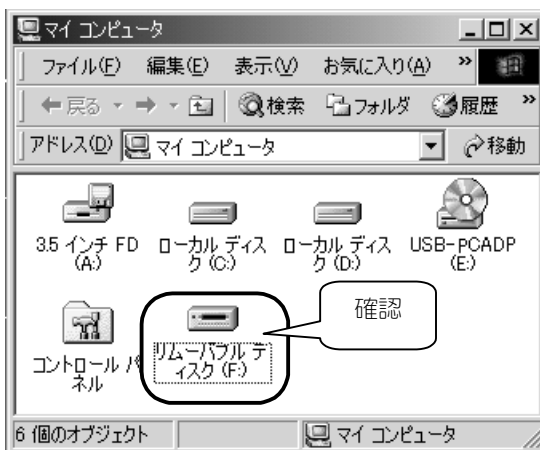 マイ コンピュータ
ファイル(F) 編集(E) 表示(V) お気に入り(A) »
戻る 検索 フォルダ 履歴 »
アドレス(D) マイ コンピュータ 移動
3.5 インチ FD
(A:)
ローカル ディス
ク (C:)
ローカル ディス
ク (D:)
USB-PCADP
(E:)
コントロール パ
ネル
リムーバブル デ
ィスク (F:)
確認
6 個のオブジェクト マイ コンピュータ